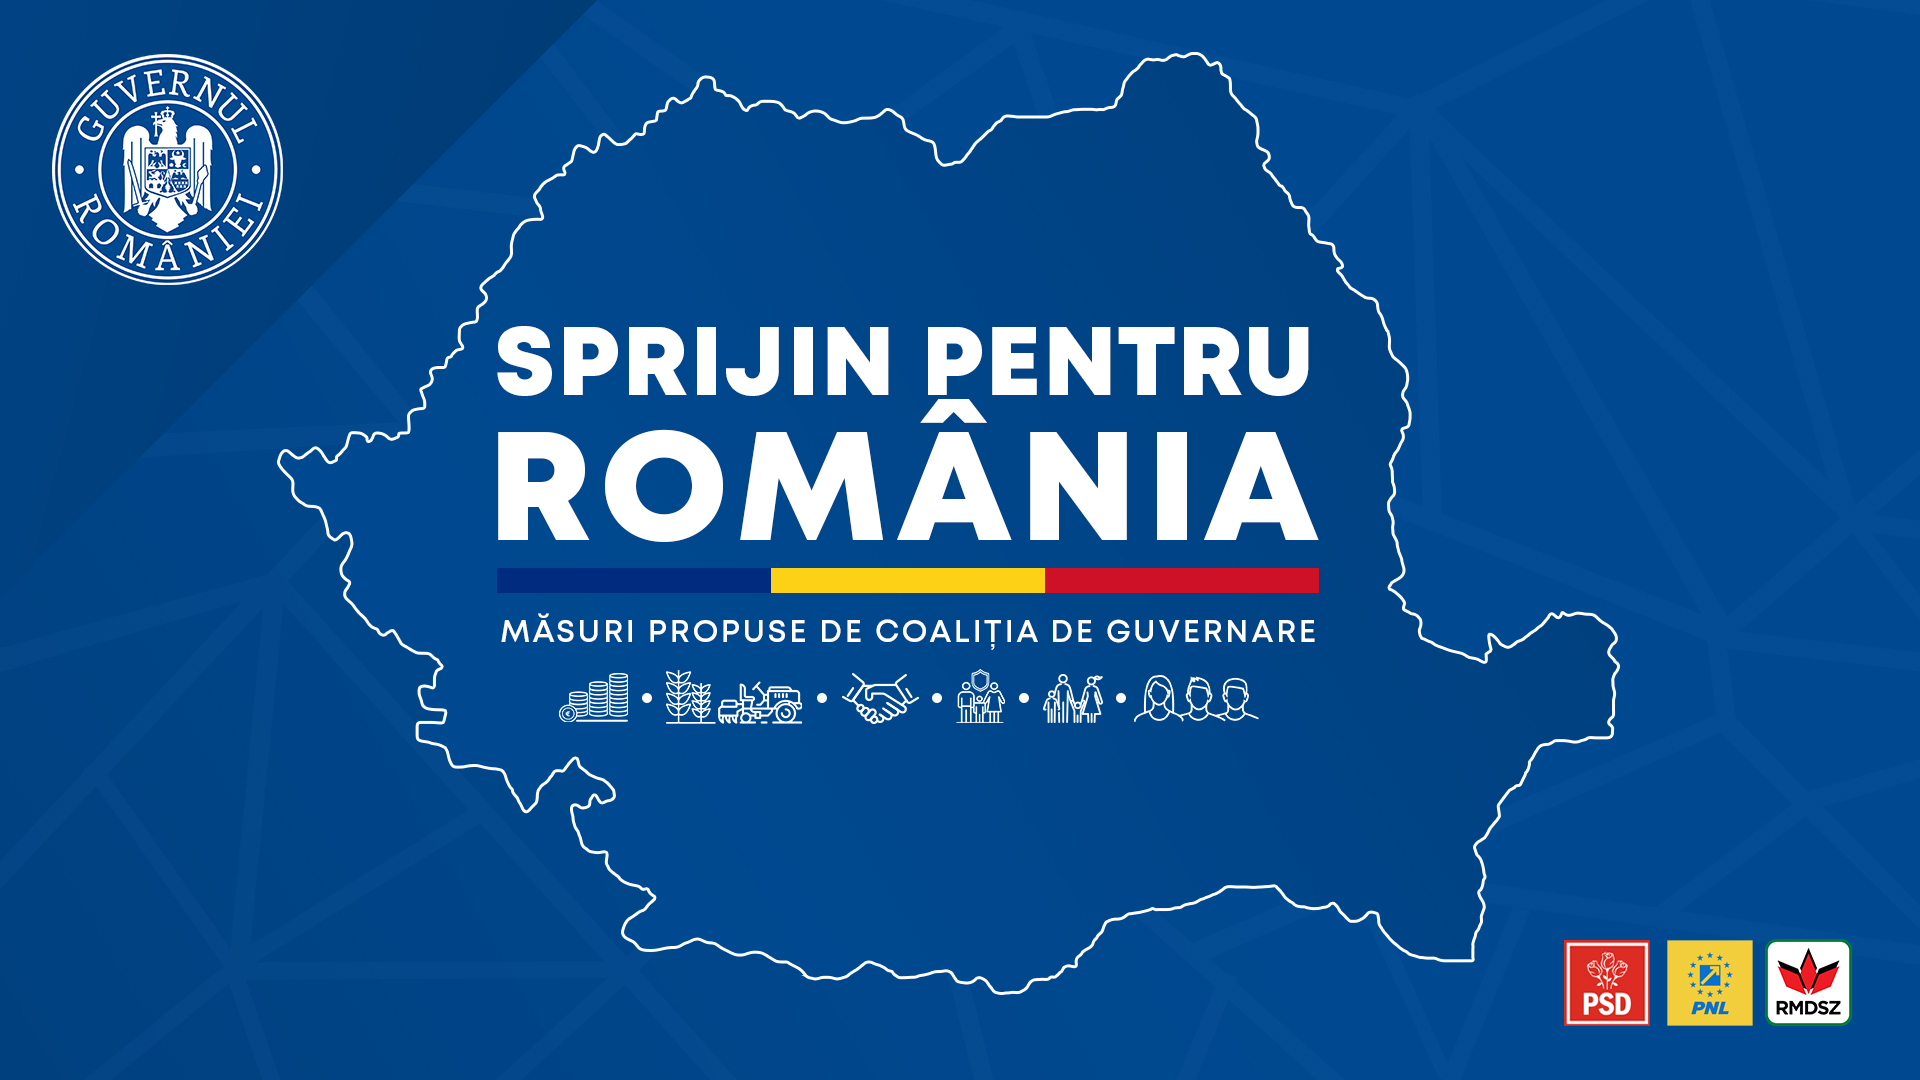 GUVERNUL
ROMÂNIEI
SPRIJIN PENTRU
ROMÂNIA
MĂSURI PROPUSE DE COALIȚIA DE GUVERNARE
PSD
PNL
RMDSZ